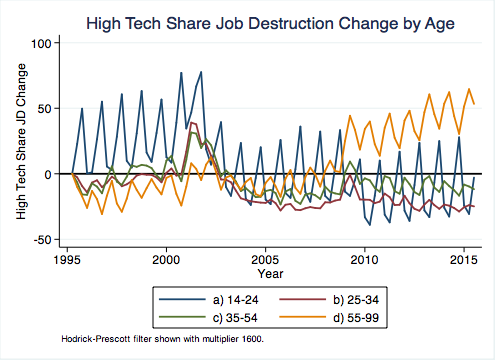 High Tech Share Job Destruction Change by Age
High Tech Share JD Change
100
50
0
-50
1995
2000
2005
2010
2015
Year
a) 14-24
b) 25-34
c) 35-54
d) 55-99
Hodrick-Prescott filter shown with multiplier 1600.